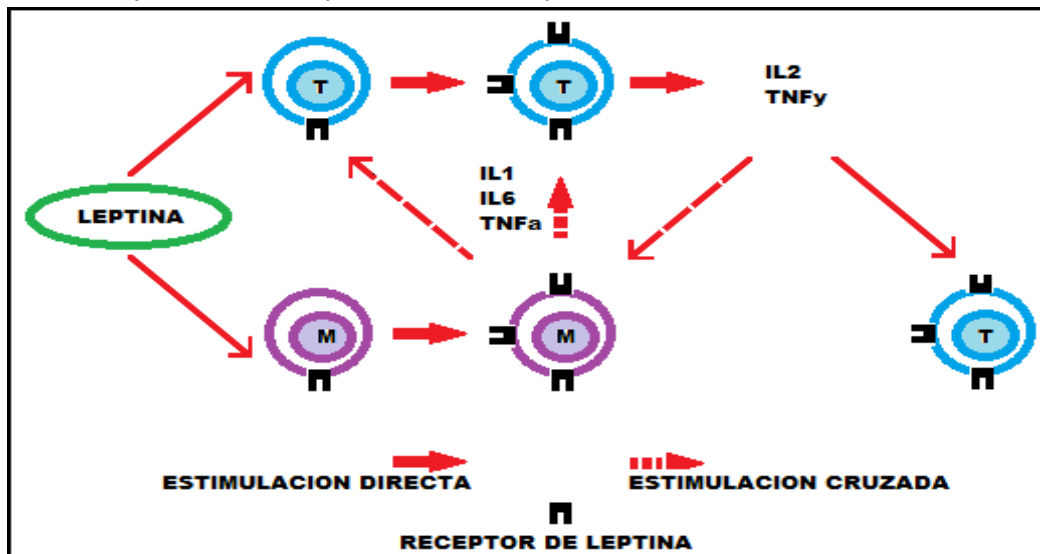 T
T
IL2
TNFy
IL1
IL6
TNFa
LEPTINA
M
M
T
ESTIMULACION DIRECTA
ESTIMULACION CRUZADA
RECEPTOR DE LEPTINA